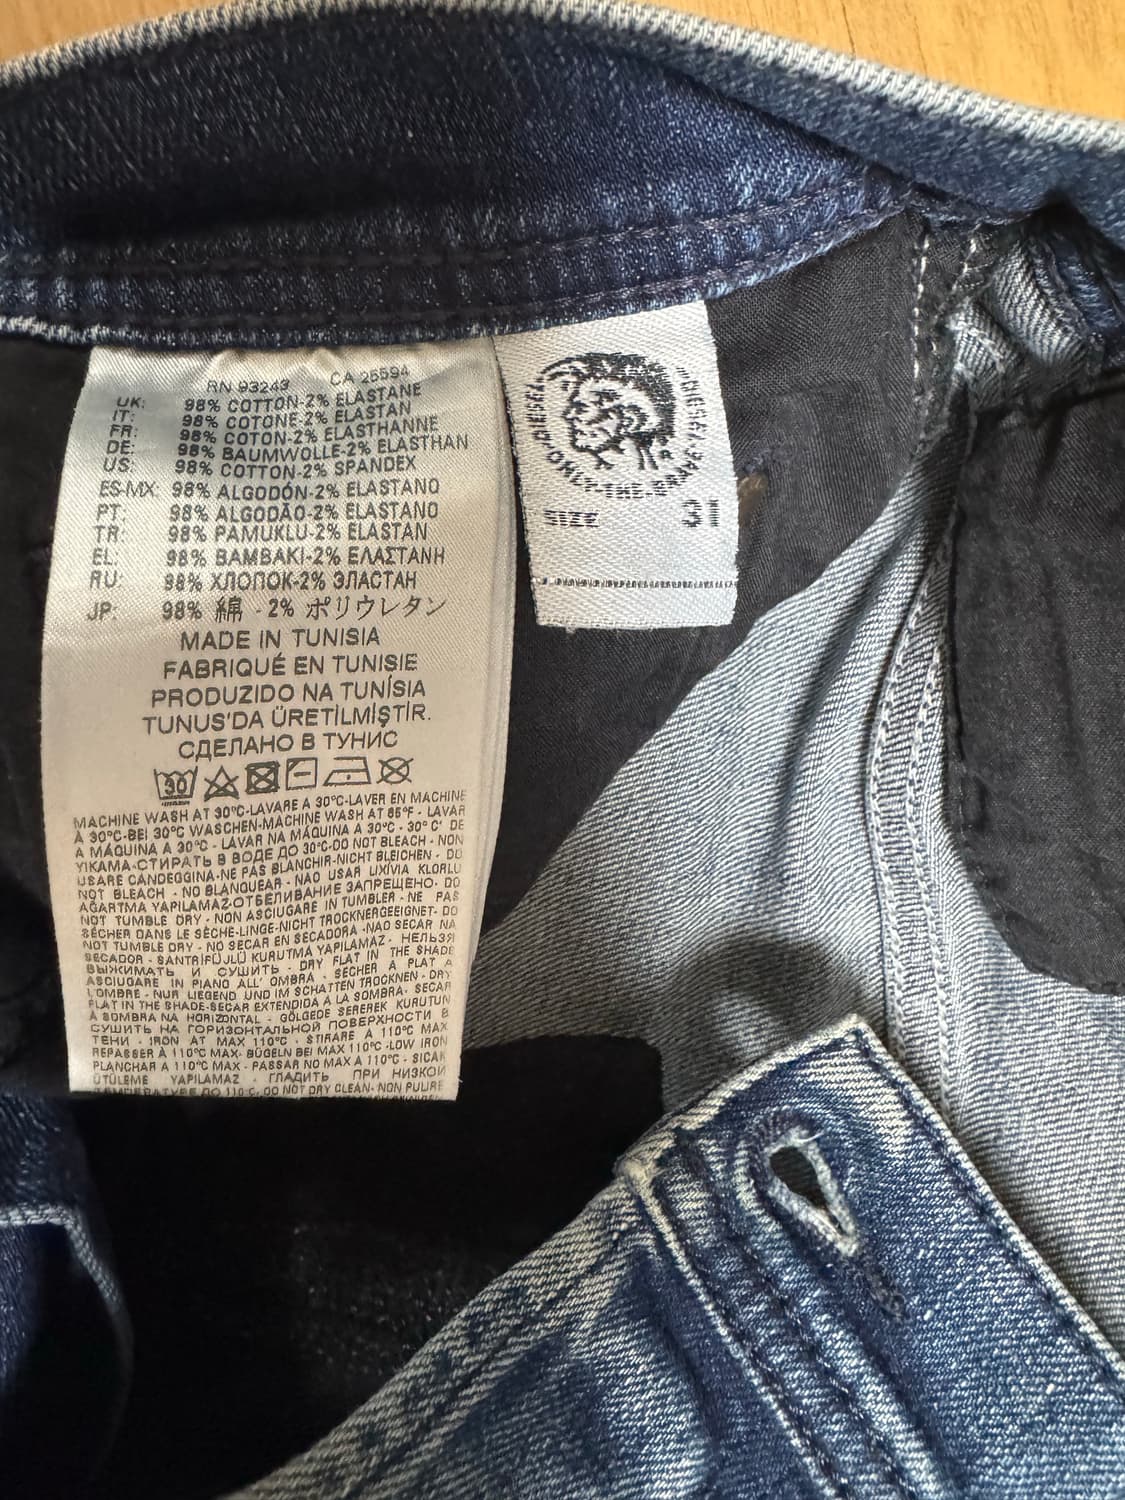 RN 93243 CA 25594
UK: 98% COTTON-2% ELASTANE
IT: 98% COTONE-2% ELASTAN
FR: 98% COTON-2% ELASTHANNE
DE: 98% BAUMWOLLE-2% ELASTHAN
US: 98% COTTON-2% SPANDEX
ES-MX: 98% ALGODÓN-2% ELASTANO
PT: 98% ALGODÃO-2% ELASTANO
TR: 98% PAMUKLU-2% ELASTAN
EL: 98% BAMBAKI-2% ΕΛΑΣΤΑΝΗ
RU: 98% ХЛОПОК-2% ЭЛАСТАН
JP: 98% 綿 - 2% ポリウレタン
MADE IN TUNISIA
FABRIQUÉ EN TUNISIE
PRODUZIDO NA TUNÍSIA
TUNUS'DA ÜRETİLMİŞTİR.
СДЕЛАНО В ТУНИС
30
MACHINE WASH AT 30°C-LAVARE A 30°C-LAVER EN MACHINE
À 30°C-BEI 30°C WASCHEN-MACHINE WASH AT 85°F - LAVAR
A MÁQUINA A 30°C - LAVAR NA MÁQUINA A 30°C - 30°C' DE
YIKAMA-СТИРАТЬ В ВОДЕ ДО 30°C-DO NOT BLEACH - NON
USARE CANDEGGINA-NE PAS BLANCHIR-NICHT BLEICHEN - DO
NOT BLEACH - NO BLANQUEAR - NAO USAR LIXÍVIA KLORLU
AĞARTMA YAPILAMAZ-ОТБЕЛИВАНИЕ ЗАПРЕЩЕНО- DO
NOT TUMBLE DRY - NON ASCIUGARE IN TUMBLER - NE PAS
SÉCHER DANS LE SÈCHE-LINGE-NICHT TROCKNERGEEIGNET- DO
NOT TUMBLE DRY - NO SECAR EN SECADORA -NAO SECAR NA
SECADOR - SANTRİFÜJLÜ KURUTMA YAPILAMAZ - НЕЛЬЗЯ
ВЫЖИМАТЬ И СУШИТЬ - DRY FLAT IN THE SHADE
ASCIUGARE IN PIANO ALL' OMBRA - SÉCHER A PLAT A
L'OMBRE - NUR LIEGEND UND IM SCHATTEN TROCKNEN - DRY
FLAT IN THE SHADE-SECAR EXTENDIDA A LA SOMBRA- SECAR
À SOMBRA NA HORIZONTAL - GÖLGEDE SEREREK KURUTUN
СУШИТЬ НА ГОРИЗОНТАЛЬНОЙ ПОВЕРХНОСТИ В
ТЕНИ - IRON AT MAX 110°C - STIRARE A 110°C MAX
REPASSER À 110°C MAX- BÜGELN BEI MAX 110°C -LOW IRON
PLANCHAR A 110°C MAX - PASSAR NO MAX A 110°C - SICAK
ÜTÜLEME YAPILAMAZ - ГЛАДИТЬ ПРИ НИЗКОЙ
ТЕМПЕРАТУРЕ ДО 110°C, DO NOT DRY CLEAN- NON PULIRE
DIESEL·ONLY·THE·BRAVE·DIESEL
SIZE 31